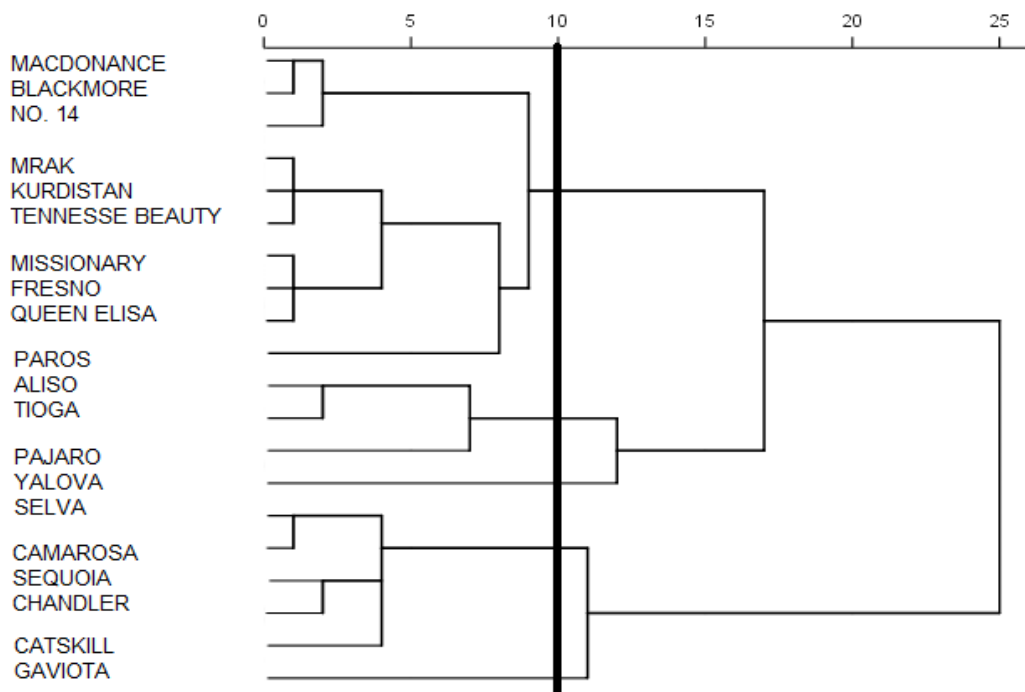 0 5 10 15 20 25
MACDONANCE
BLACKMORE
NO. 14
MRAK
KURDISTAN
TENNESSE BEAUTY
MISSIONARY
FRESNO
QUEEN ELISA
PAROS
ALISO
TIOGA
PAJARO
YALOVA
SELVA
CAMAROSA
SEQUOIA
CHANDLER
CATSKILL
GAVIOTA